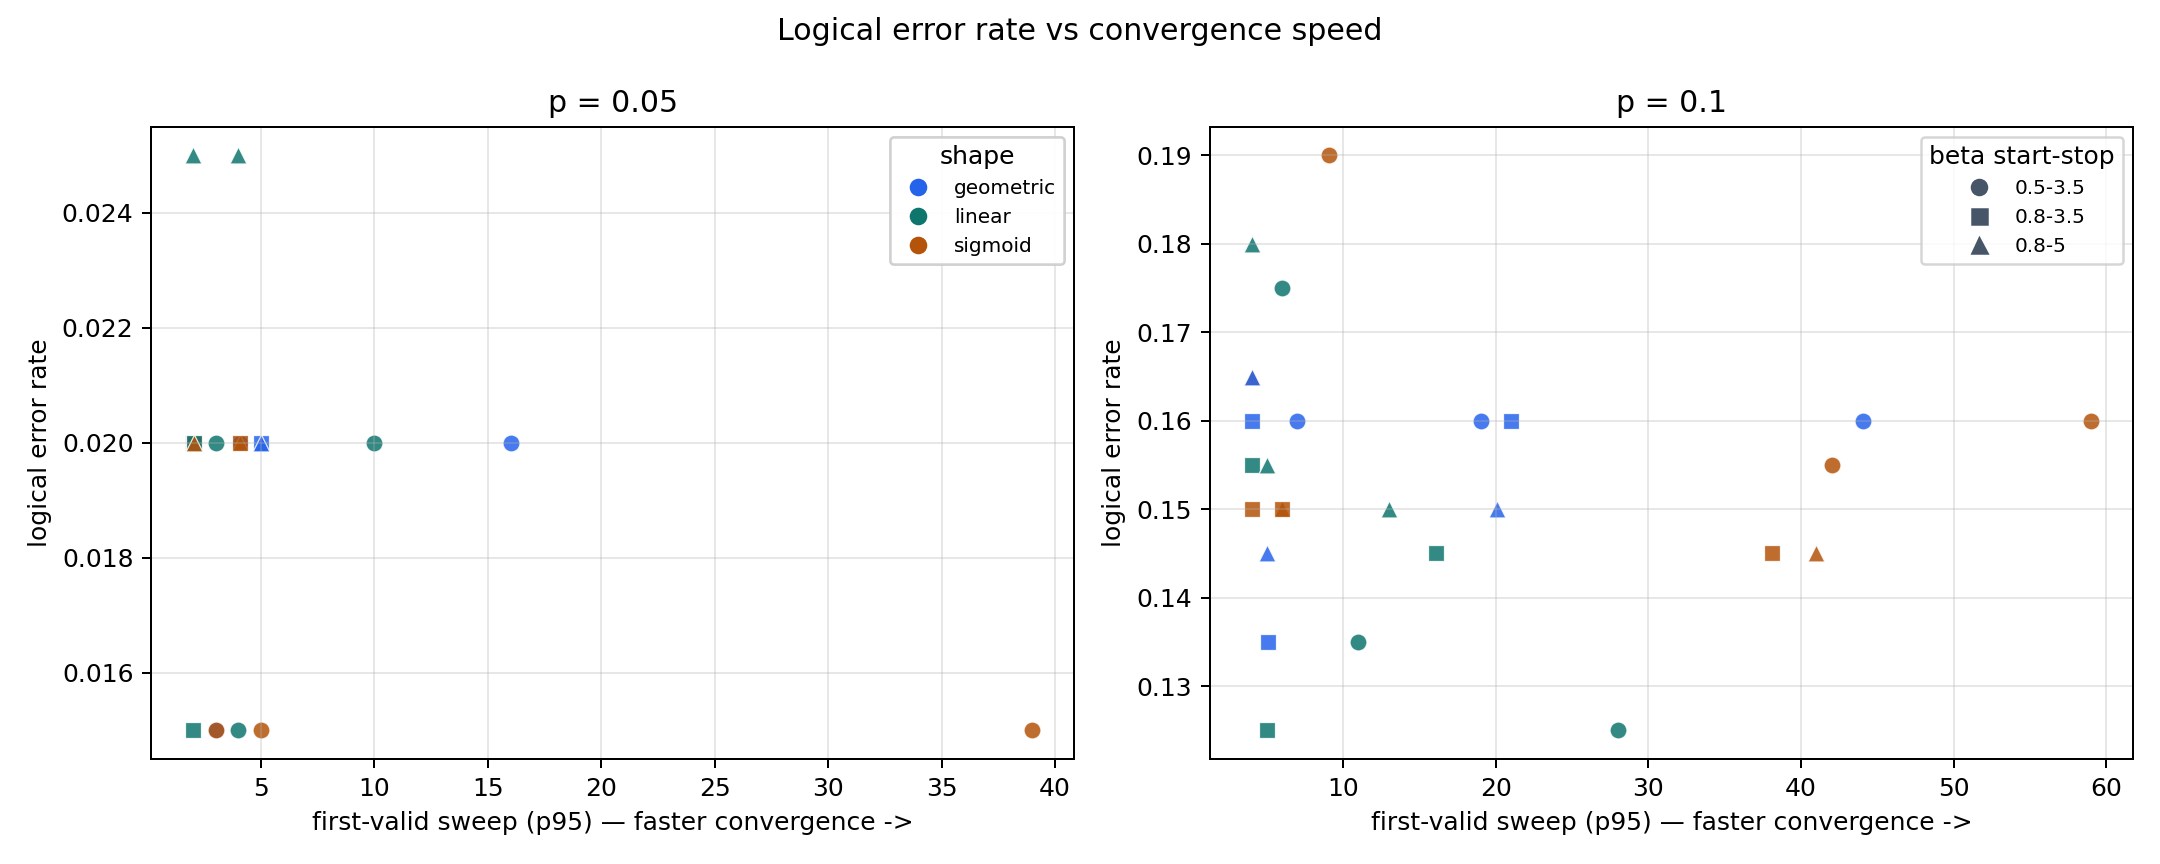 Logical error rate vs convergence speed
p = 0.05
logical error rate
0.024
0.022
0.020
0.018
0.016
shape
geometric
linear
sigmoid
5
10
15
20
25
30
35
40
first-valid sweep (p95) — faster convergence ->
p = 0.1
logical error rate
0.19
0.18
0.17
0.16
0.15
0.14
0.13
beta start-stop
0.5-3.5
0.8-3.5
0.8-5
10
20
30
40
50
60
first-valid sweep (p95) — faster convergence ->